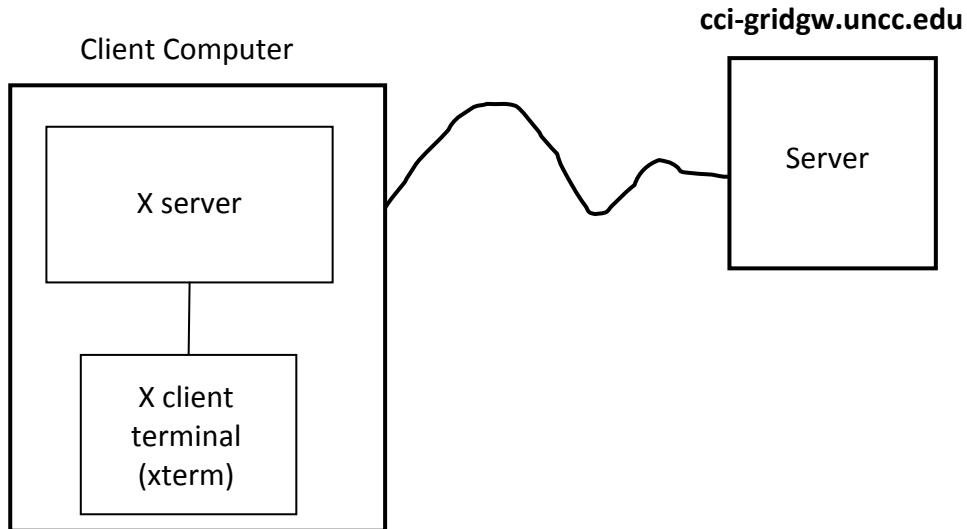 cci-gridgw.uncc.edu
Client Computer
X server
Server
X client
terminal
(xterm)